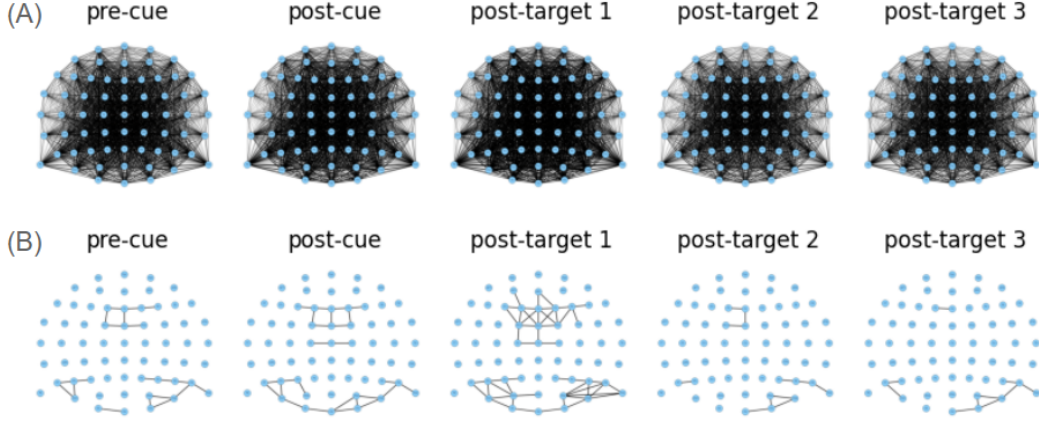 (A)
pre-cue post-cue post-target 1 post-target 2 post-target 3
(B)
pre-cue post-cue post-target 1 post-target 2 post-target 3